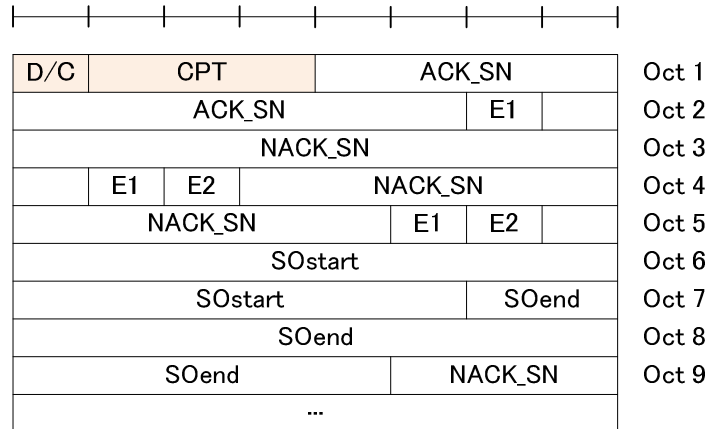 D/C CPT ACK_SN Oct 1
ACK_SN E1 Oct 2
NACK_SN Oct 3
E1 E2 NACK_SN Oct 4
NACK_SN E1 E2 Oct 5
SOstart Oct 6
SOstart SOend Oct 7
SOend Oct 8
SOend NACK_SN Oct 9
...